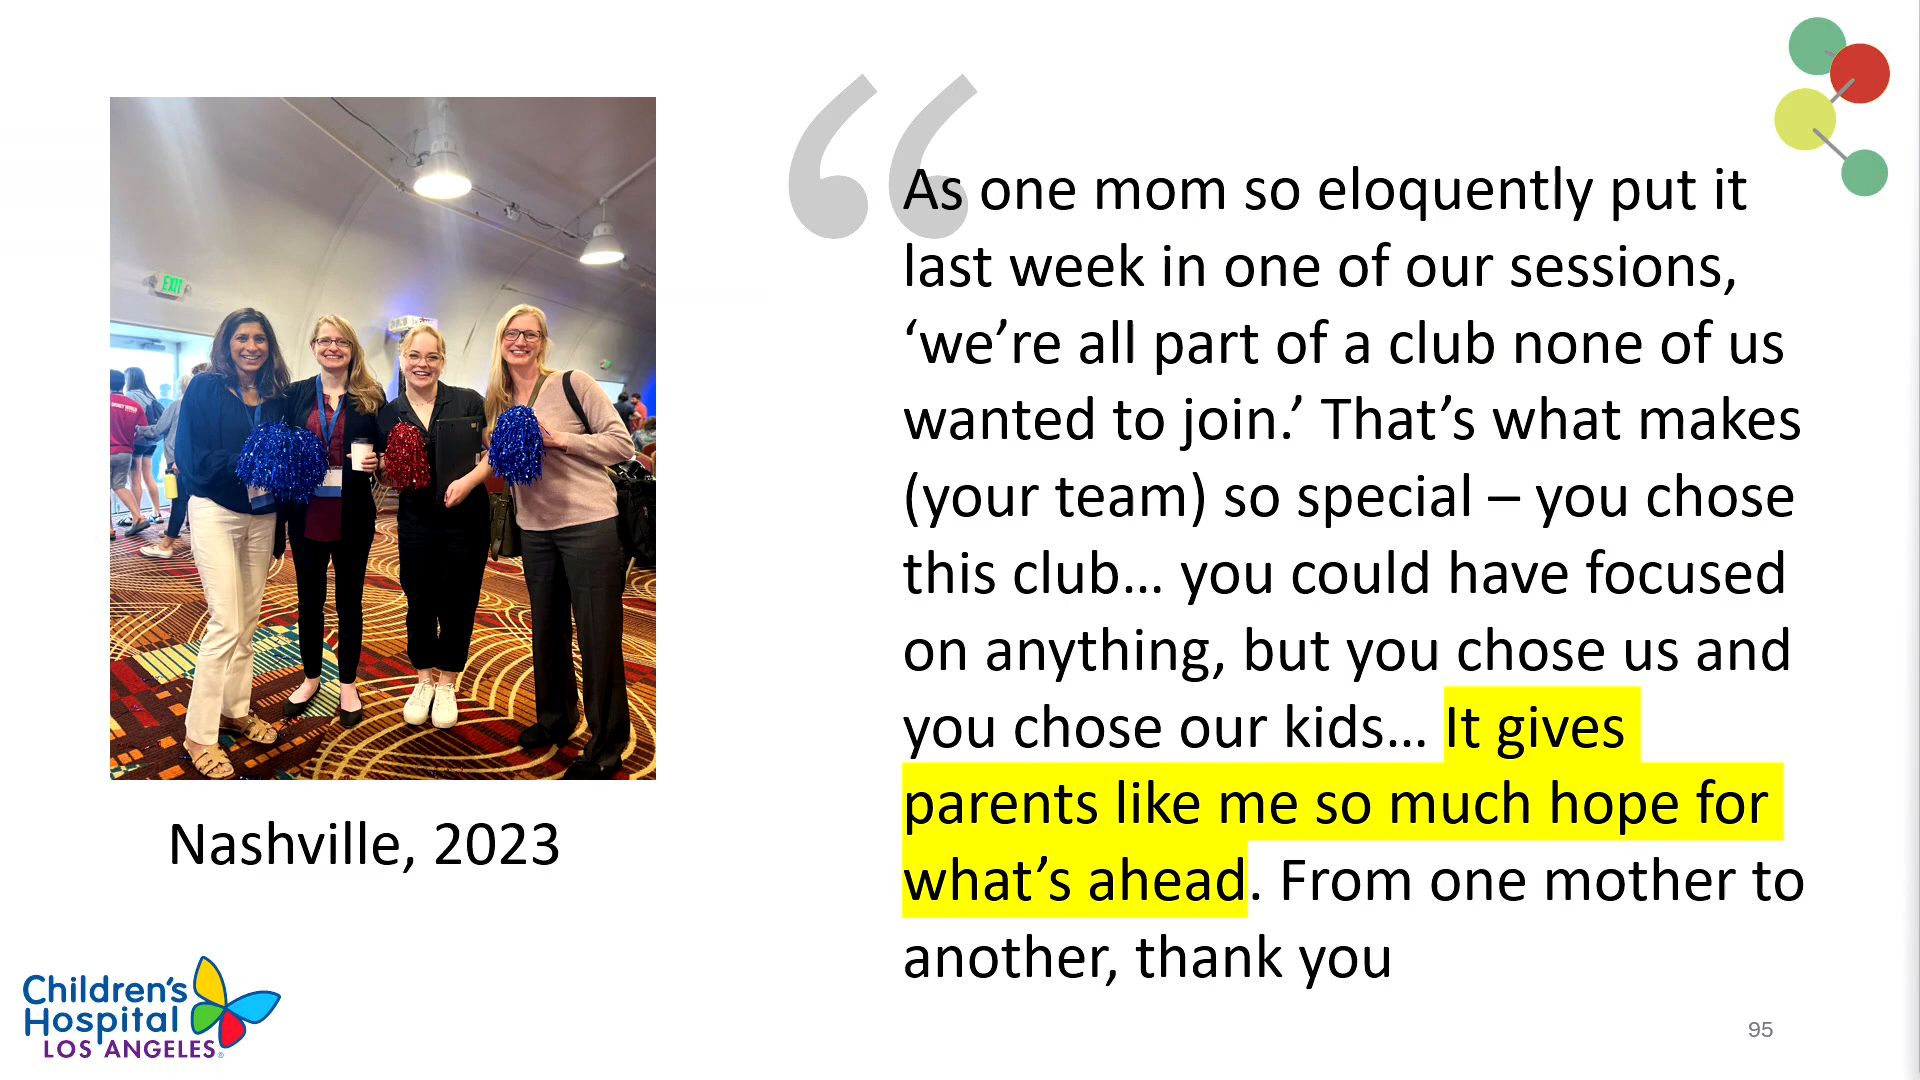 EXIT
Nashville, 2023
“
As one mom so eloquently put it
last week in one of our sessions,
‘we’re all part of a club none of us
wanted to join.’ That’s what makes
(your team) so special – you chose
this club… you could have focused
on anything, but you chose us and
you chose our kids… It gives
parents like me so much hope for
what’s ahead. From one mother to
another, thank you
Children’s
Hospital
LOS ANGELES®
95